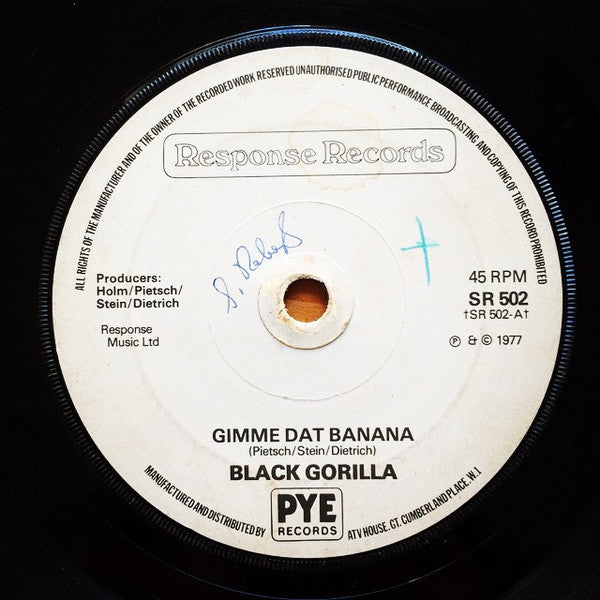 ALL RIGHTS OF THE MANUFACTURER AND OF THE OWNER OF THE RECORDED WORK RESERVED UNAUTHORISED PUBLIC PERFORMANCE BROADCASTING AND COPYING OF THIS RECORD PROHIBITED
Response Records
Producers:
Holm/Pietsch/
Stein/Dietrich
Response
Music Ltd
45 RPM
SR 502
†SR 502-A†
℗ & © 1977
GIMME DAT BANANA
(Pietsch/Stein/Dietrich)
BLACK GORILLA
MANUFACTURED AND DISTRIBUTED BY
PYE
RECORDS
ATV HOUSE. GT. CUMBERLAND PLACE. W.1